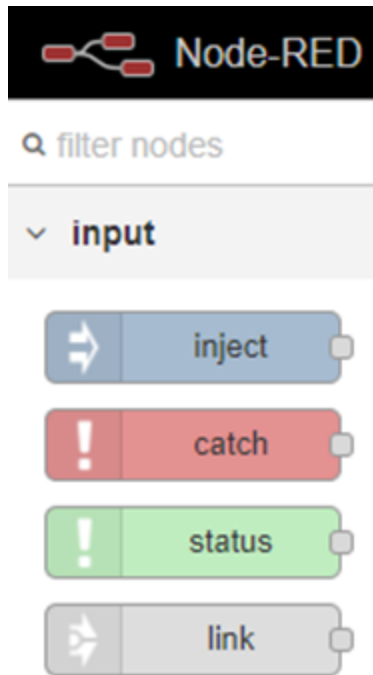 Node-RED
filter nodes
input
inject
catch
status
link